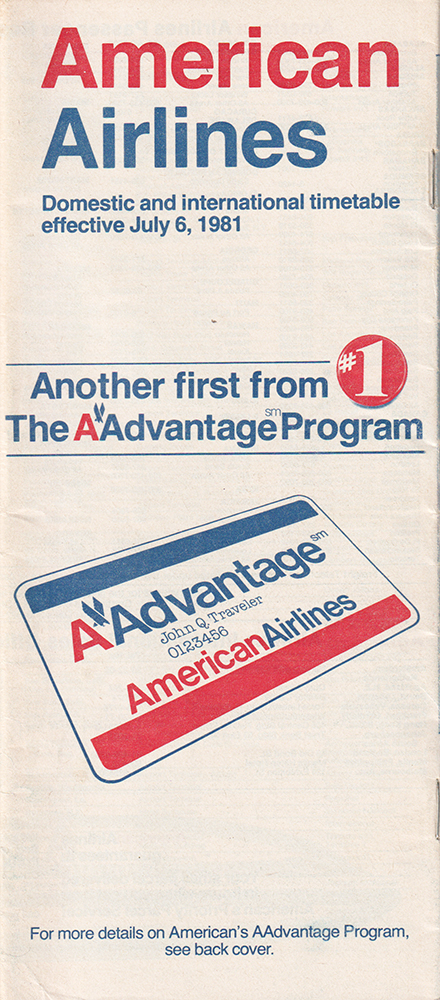 American
Airlines
Domestic and international timetable
effective July 6, 1981
Another first from #1
The AAdvantage℠ Program
AAdvantage℠
John Q. Traveler
0123456
AmericanAirlines
For more details on American's AAdvantage Program,
see back cover.